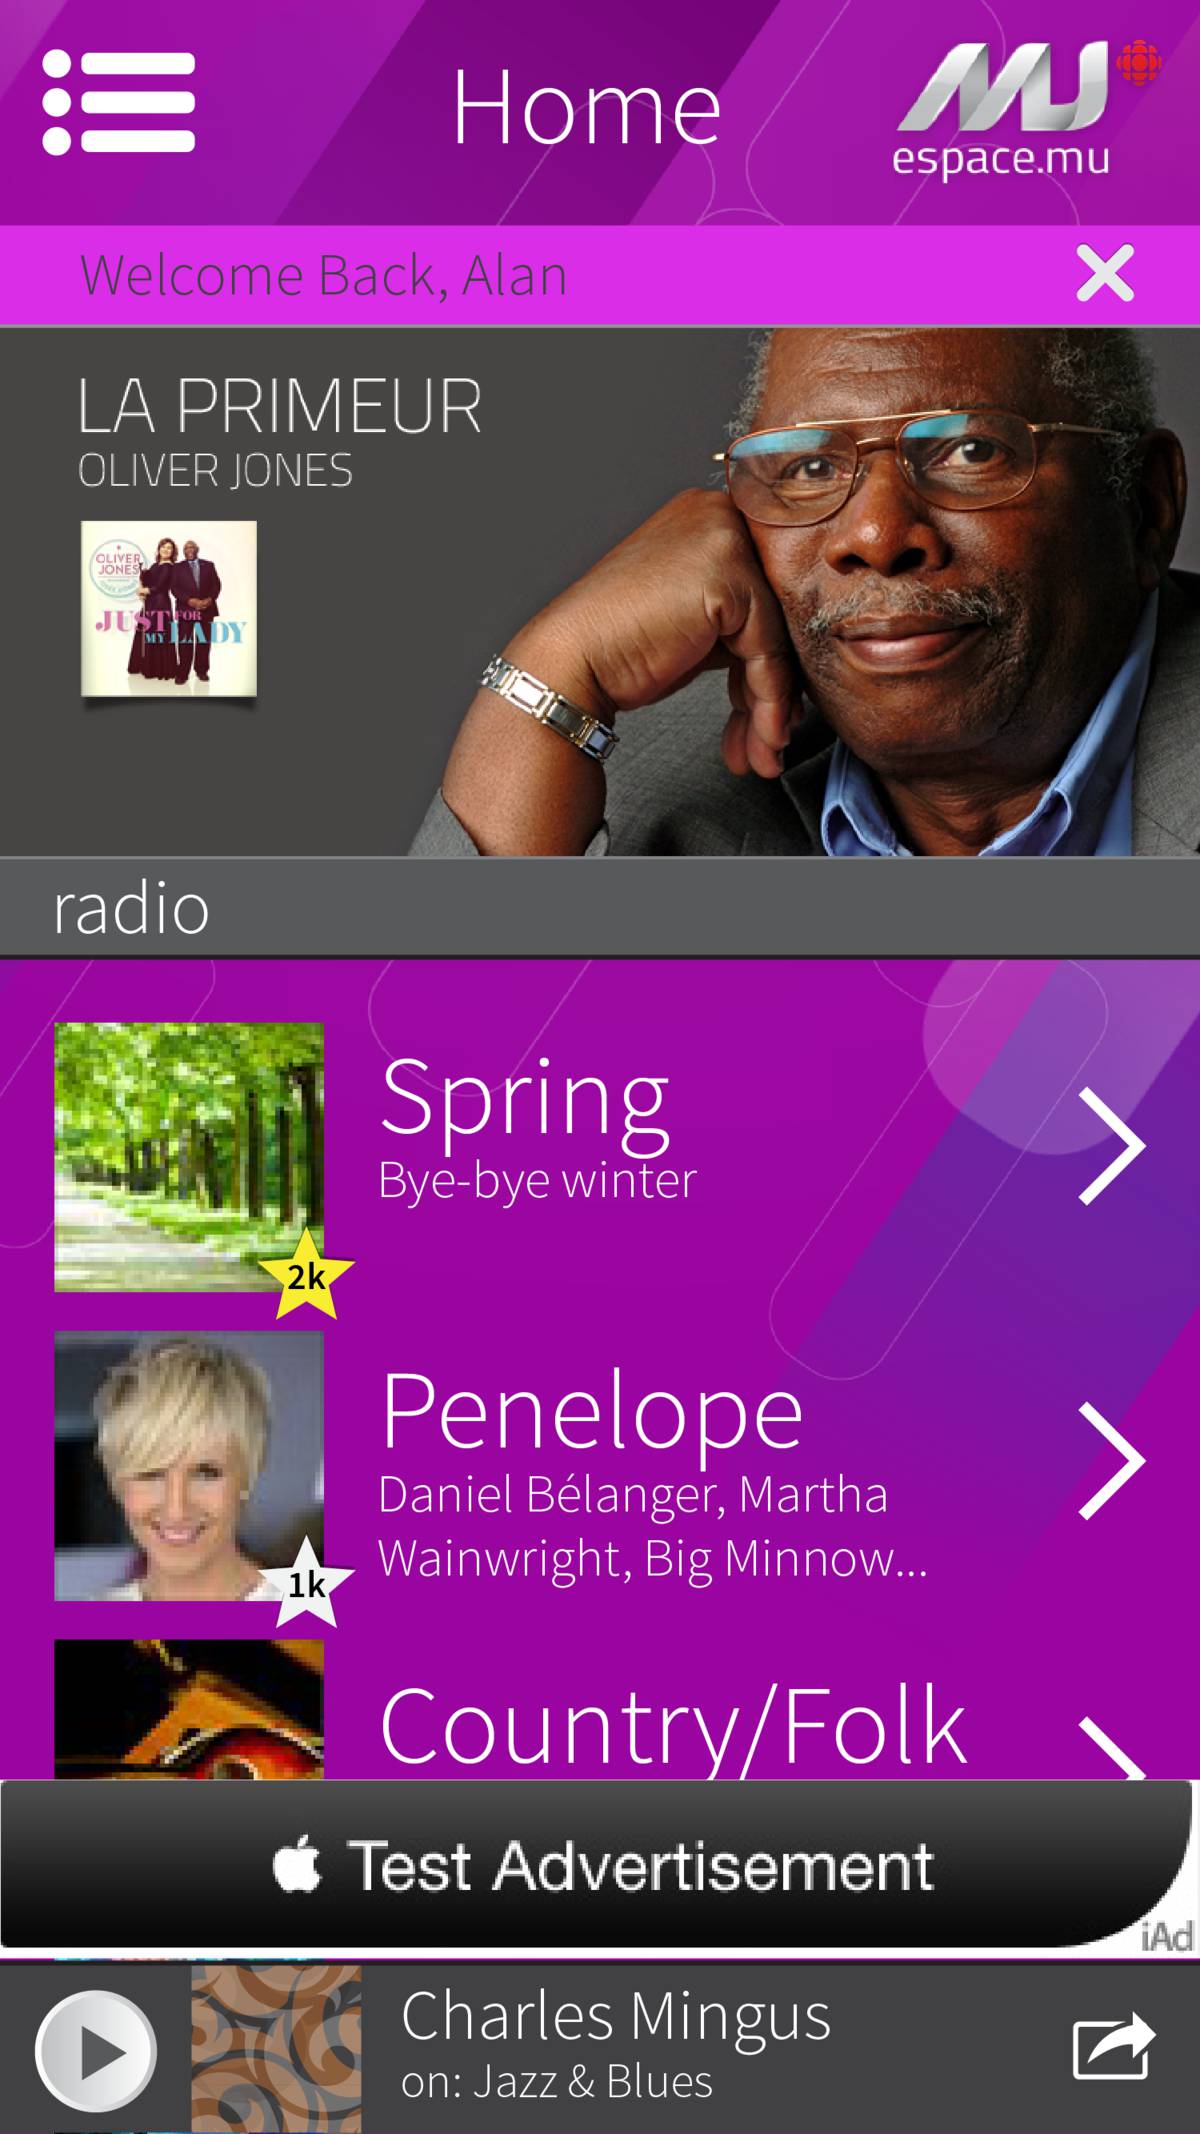 Home
MU
espace.mu
Welcome Back, Alan
LA PRIMEUR
OLIVER JONES
OLIVER
JONES
JUST FOR
MY LADY
radio
Spring
Bye-bye winter
2k
Penelope
Daniel Bélanger, Martha
Wainwright, Big Minnow...
1k
Country/Folk
Test Advertisement
iAd
Charles Mingus
on: Jazz & Blues